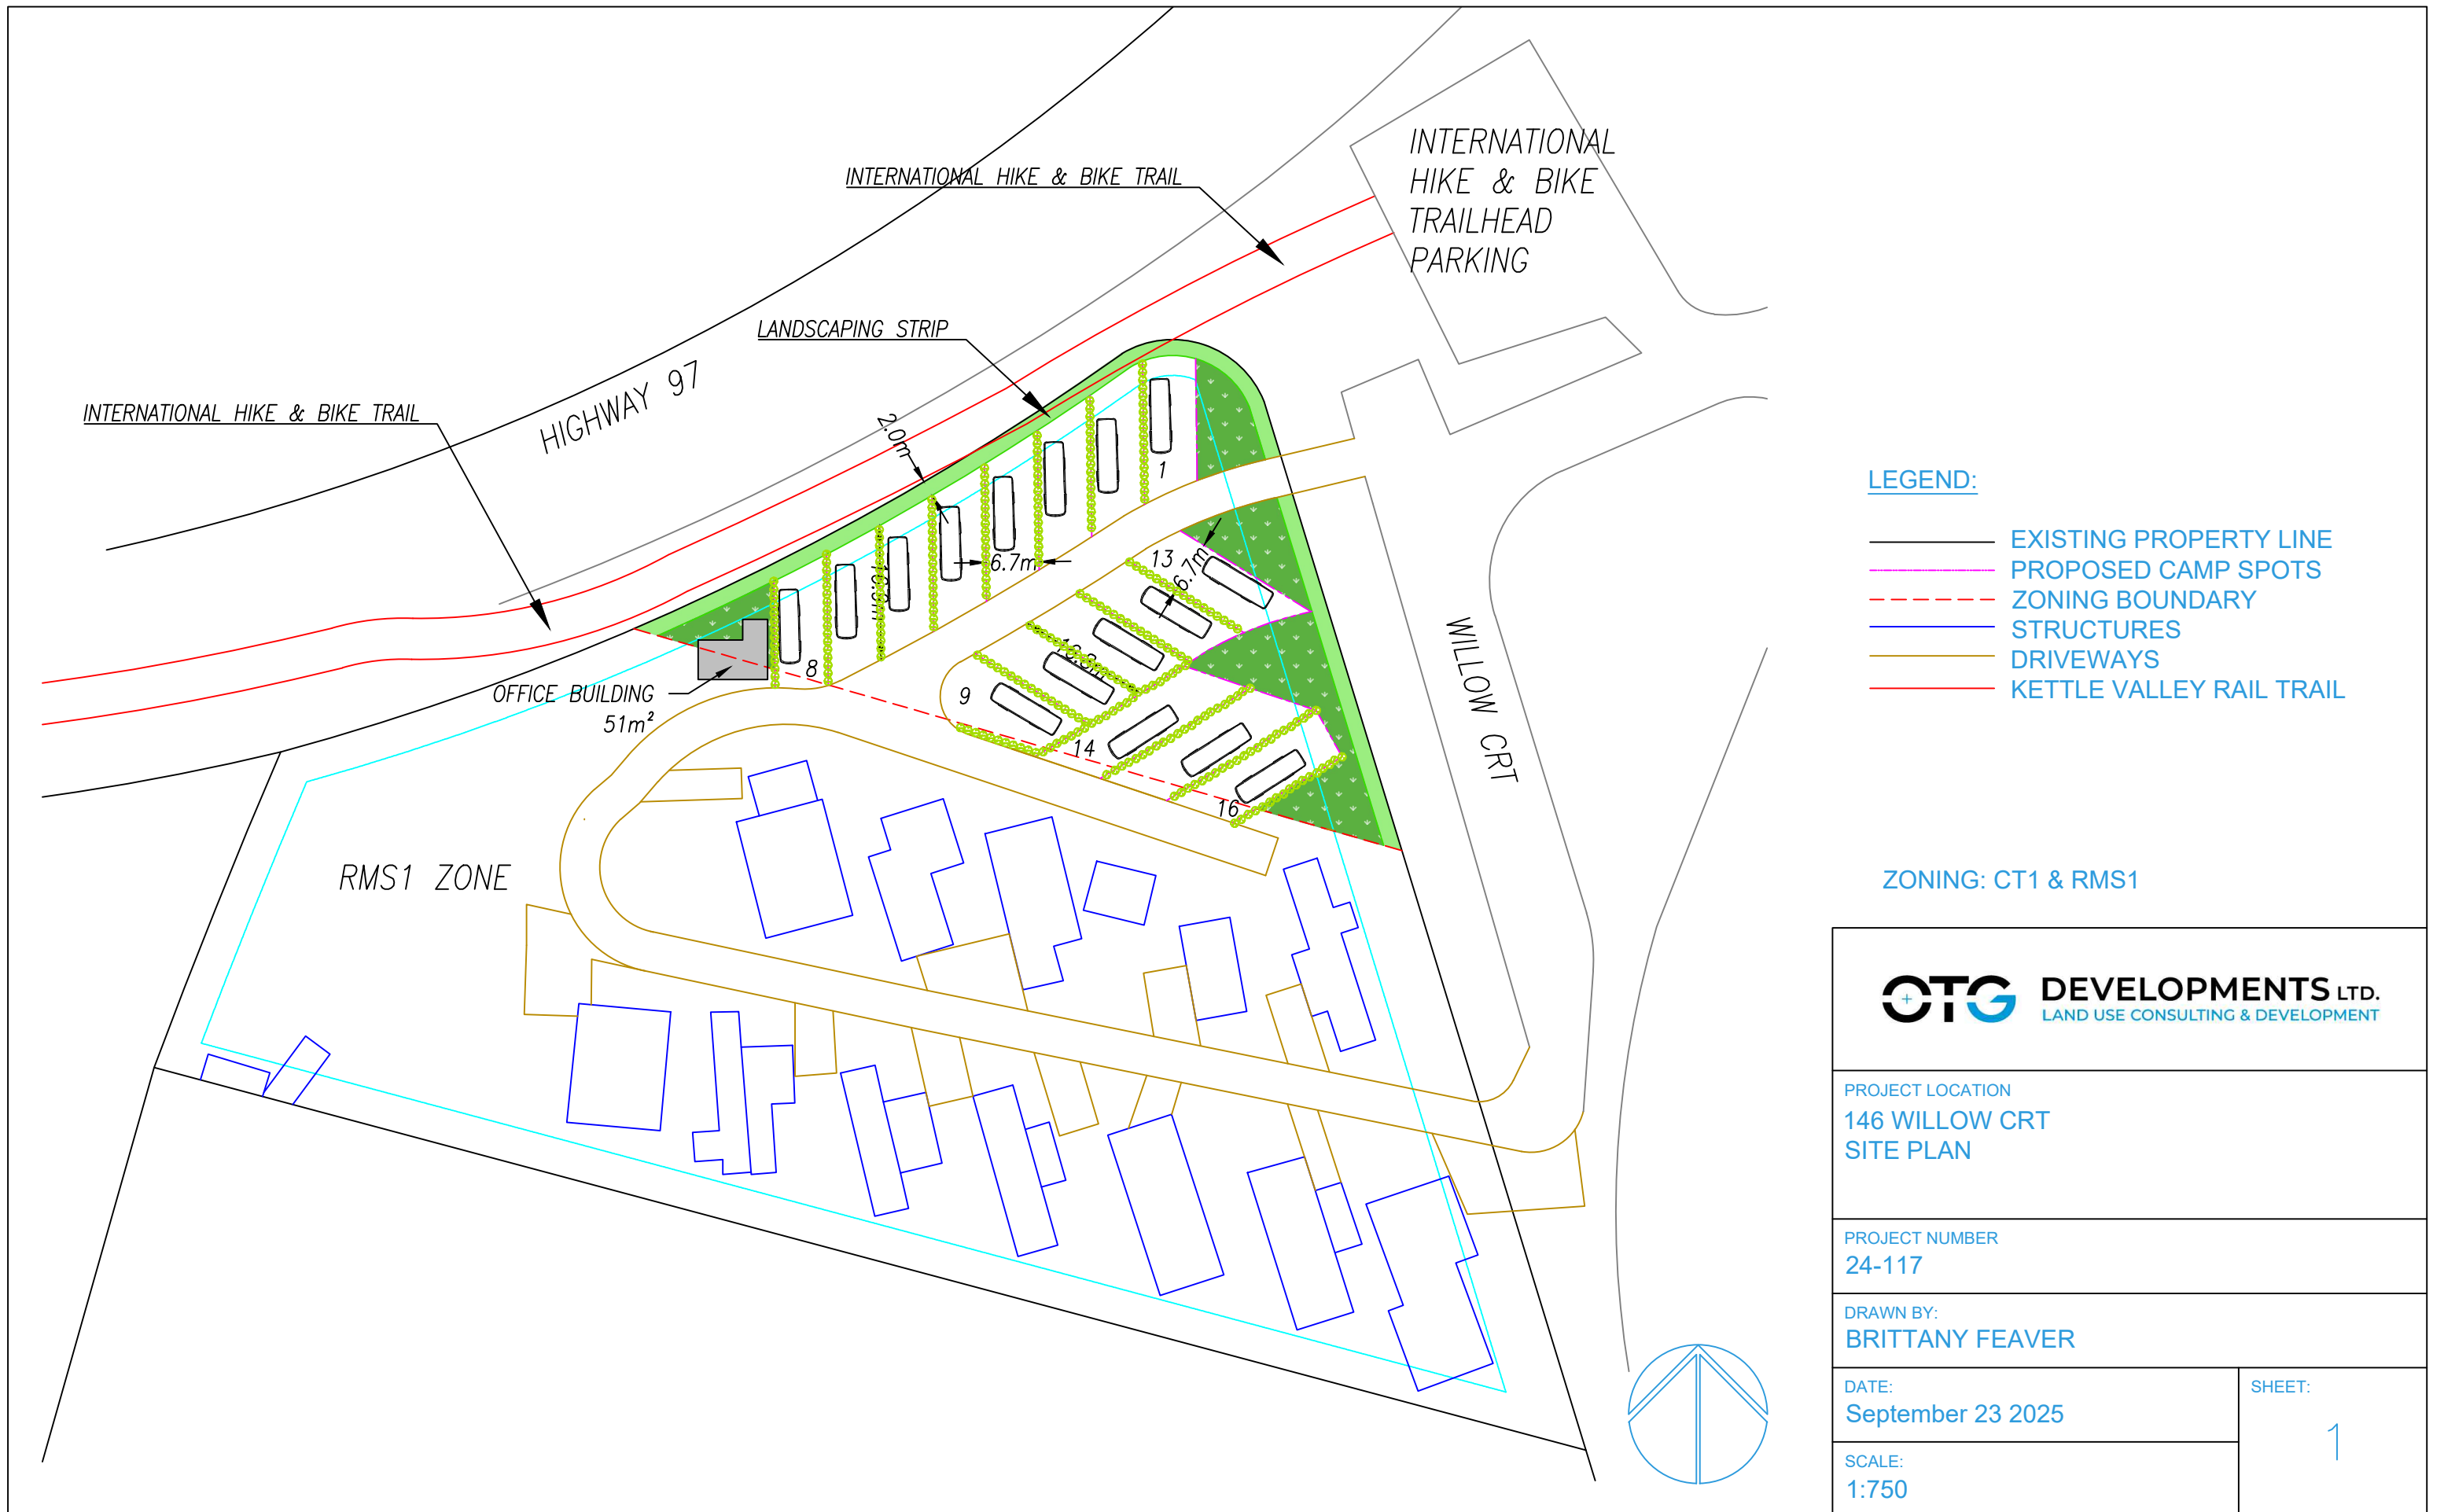 INTERNATIONAL HIKE & BIKE TRAIL
INTERNATIONAL
HIKE & BIKE
TRAILHEAD
PARKING
LANDSCAPING STRIP
HIGHWAY 97
INTERNATIONAL HIKE & BIKE TRAIL
2.0m
1
6.7m
13
6.7m
8
9
14
16
OFFICE BUILDING
51m²
WILLOW CRT
RMS1 ZONE
LEGEND:
EXISTING PROPERTY LINE
PROPOSED CAMP SPOTS
ZONING BOUNDARY
STRUCTURES
DRIVEWAYS
KETTLE VALLEY RAIL TRAIL
ZONING: CT1 & RMS1
OTG DEVELOPMENTS LTD.
LAND USE CONSULTING & DEVELOPMENT
PROJECT LOCATION
146 WILLOW CRT
SITE PLAN
PROJECT NUMBER
24-117
DRAWN BY:
BRITTANY FEAVER
DATE:
September 23 2025
SHEET:
1
SCALE:
1:750